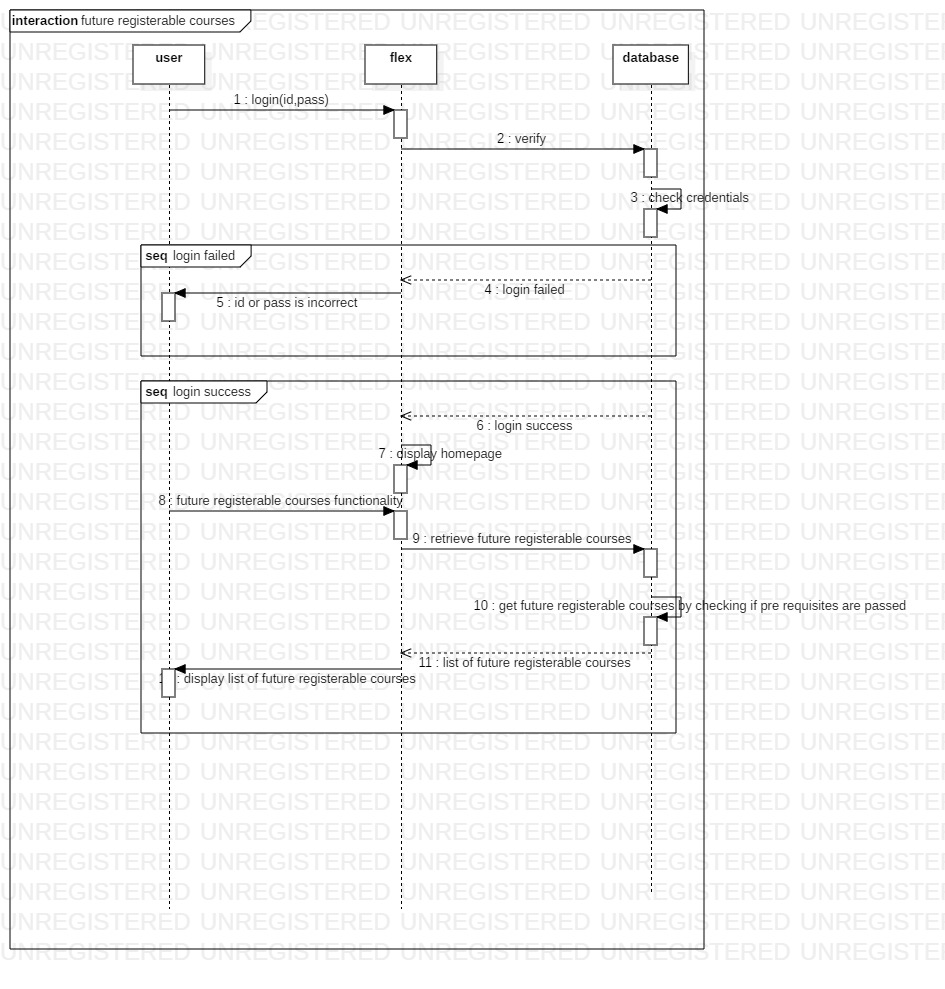 interaction future registerable courses
user
flex
database
1 : login(id,pass)
2 : verify
3 : check credentials
seq login failed
4 : login failed
5 : id or pass is incorrect
seq login success
6 : login success
7 : display homepage
8 : future registerable courses functionality
9 : retrieve future registerable courses
10 : get future registerable courses by checking if pre requisites are passed
11 : list of future registerable courses
: display list of future registerable courses
UNREGISTERED